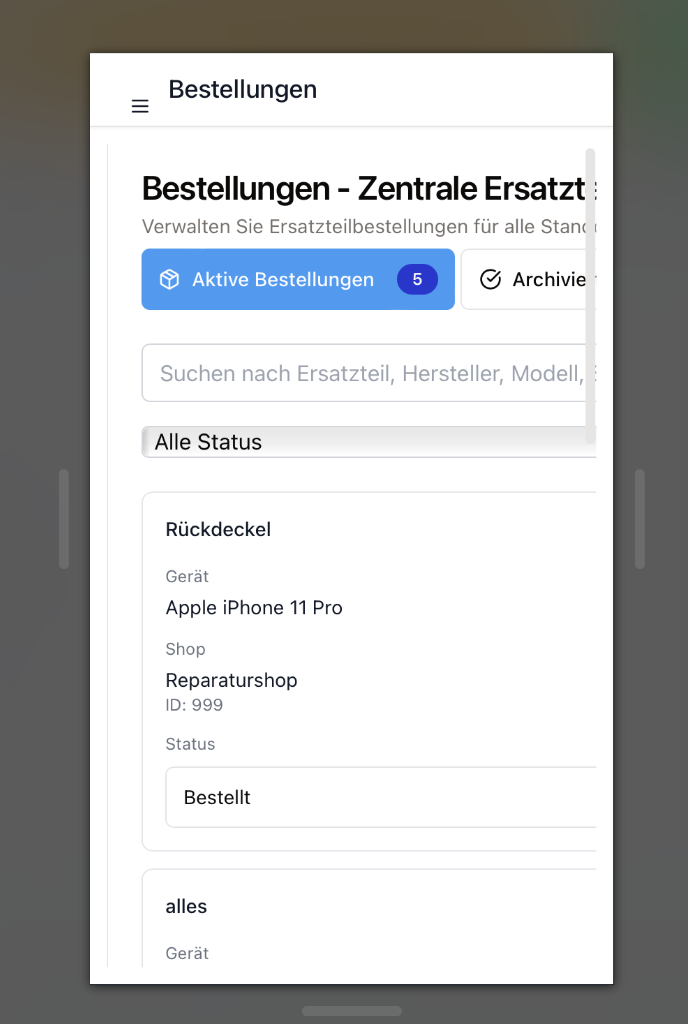 Bestellungen
Bestellungen - Zentrale Ersatzt
Verwalten Sie Ersatzteilbestellungen für alle Stand
Aktive Bestellungen 5 Archivie
Suchen nach Ersatzteil, Hersteller, Modell,
Alle Status
Rückdeckel
Gerät
Apple iPhone 11 Pro
Shop
Reparaturshop
ID: 999
Status
Bestellt
alles
Gerät